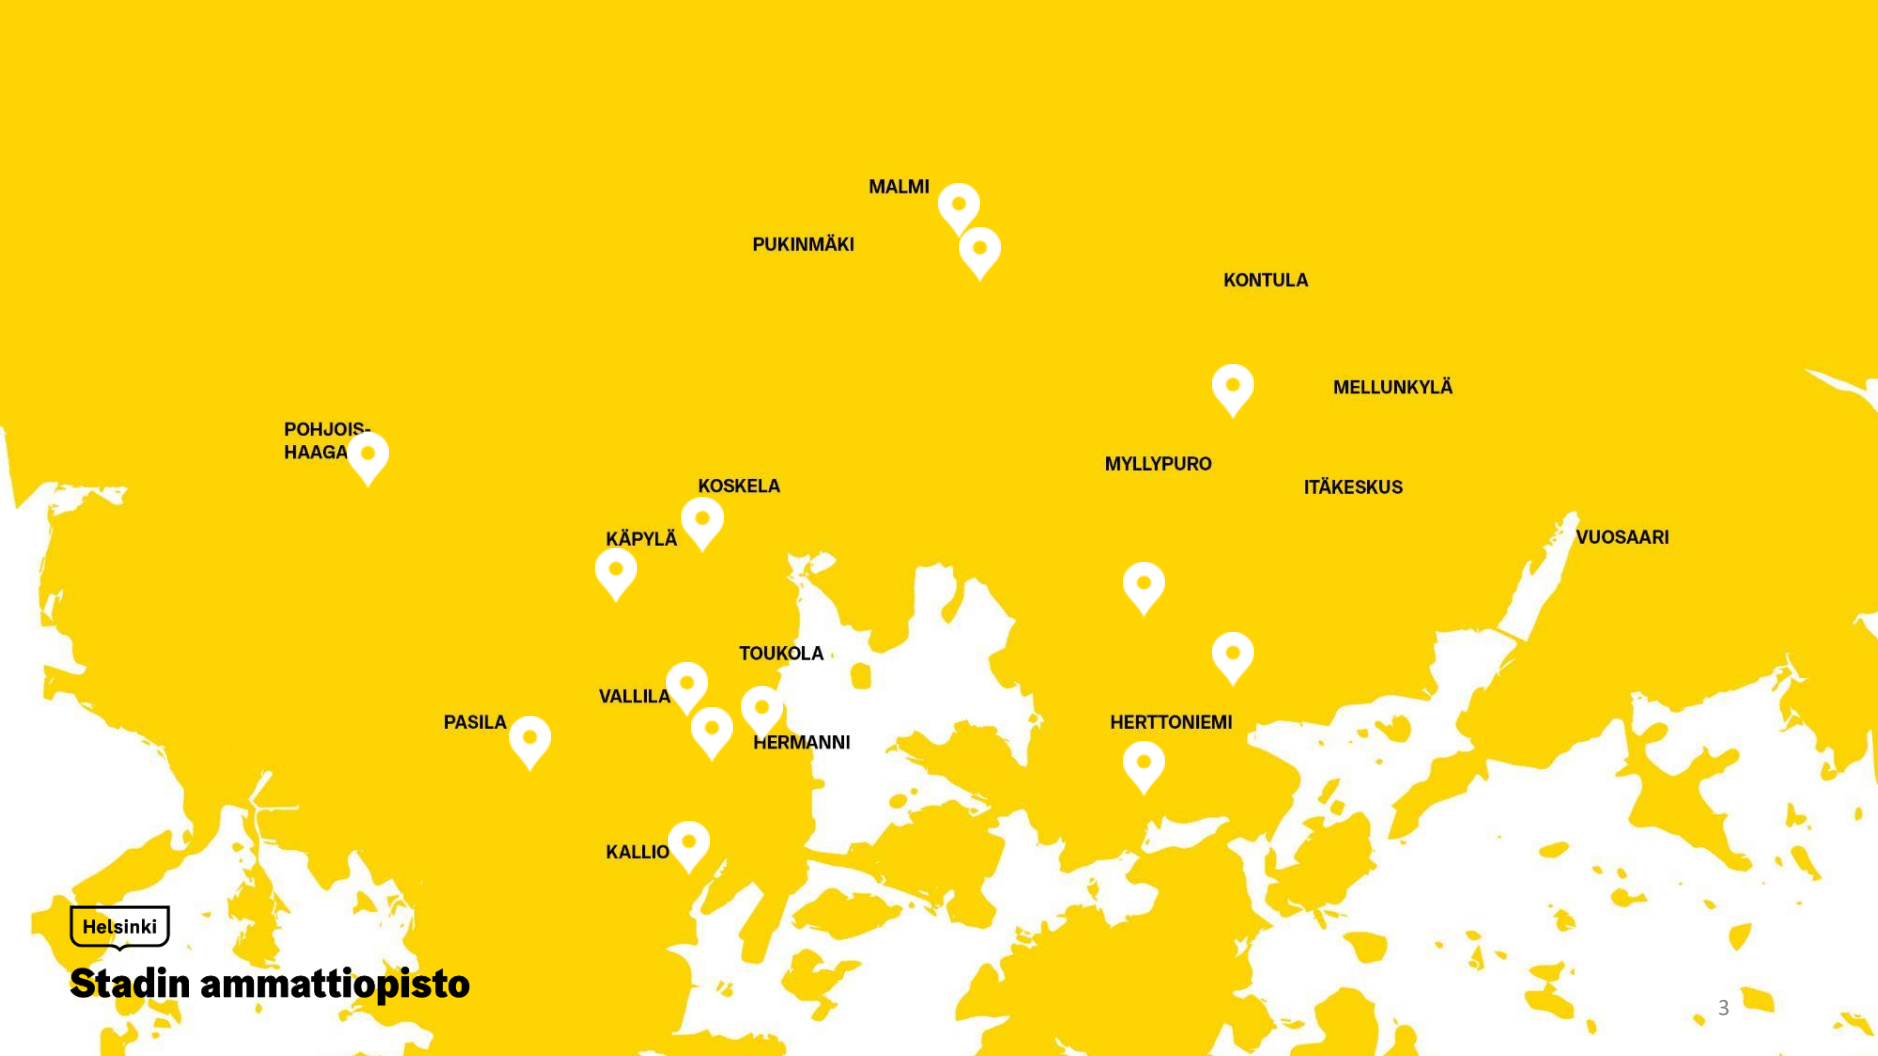 MALMI
PUKINMÄKI
KONTULA
MELLUNKYLÄ
POHJOIS-
HAAGA
MYLLYPURO
KOSKELA
ITÄKESKUS
KÄPYLÄ
VUOSAARI
TOUKOLA
VALLILA
PASILA
HERTTONIEMI
HERMANNI
KALLIO
Helsinki
Stadin ammattiopisto
3